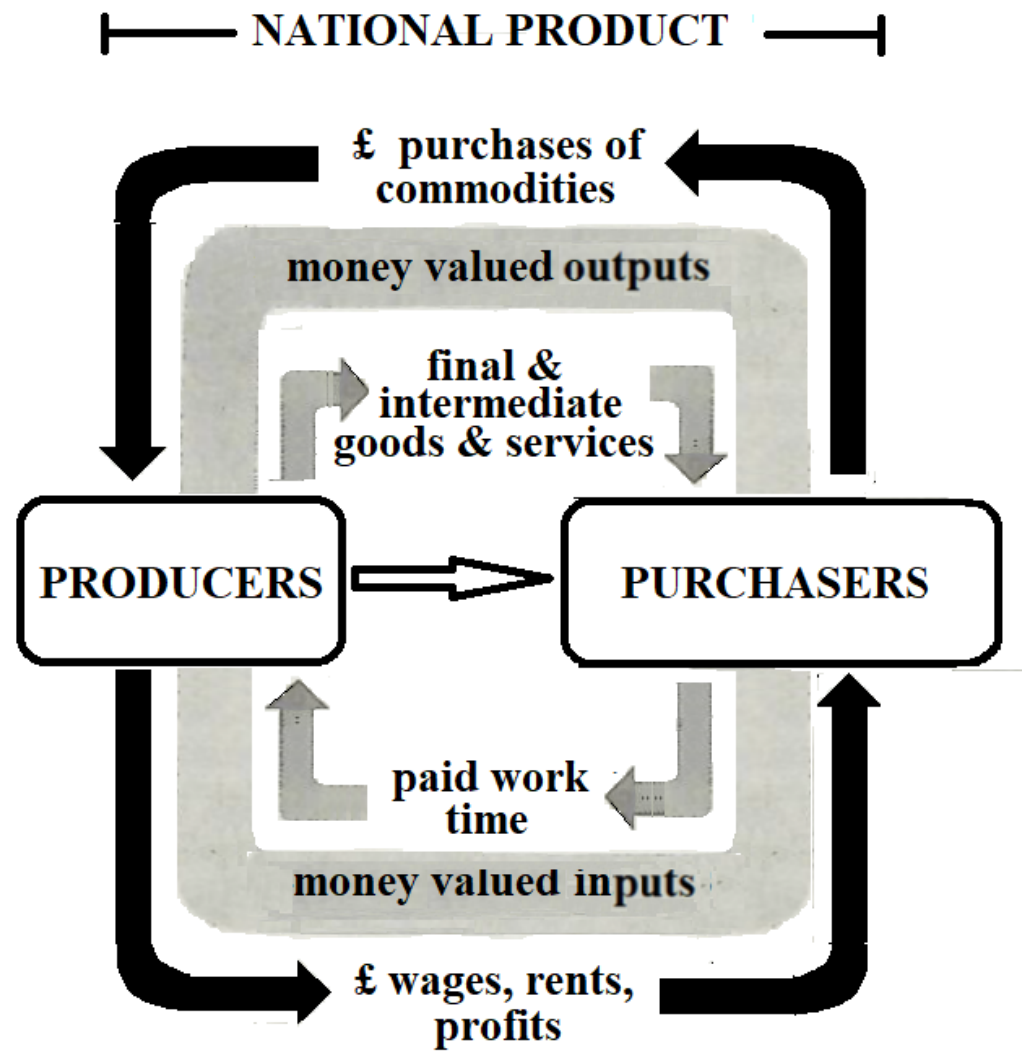 NATIONAL PRODUCT
£ purchases of
commodities
money valued outputs
final &
intermediate
goods & services
PRODUCERS
PURCHASERS
paid work
time
money valued inputs
£ wages, rents,
profits